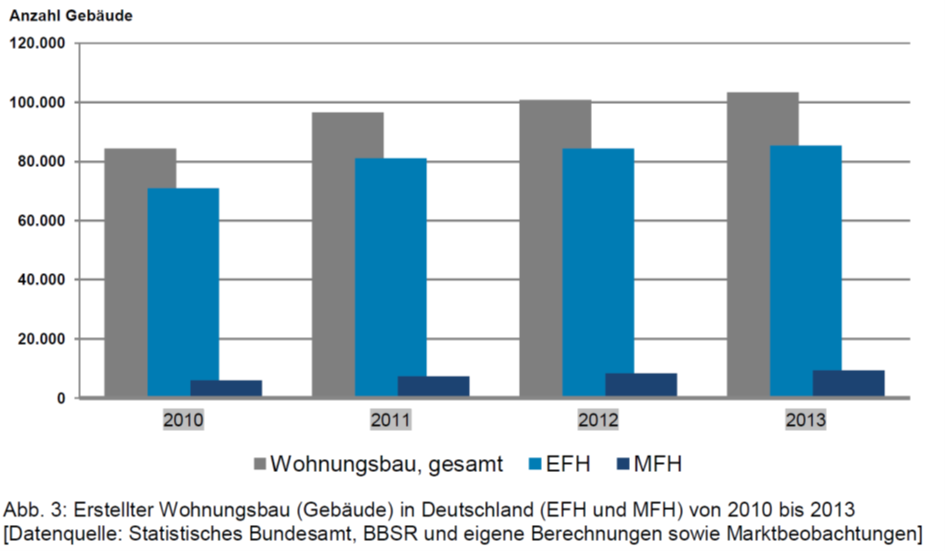 Anzahl Gebäude
120.000
100.000
80.000
60.000
40.000
20.000
0
2010 2011 2012 2013
Wohnungsbau, gesamt EFH MFH
Abb. 3: Erstellter Wohnungsbau (Gebäude) in Deutschland (EFH und MFH) von 2010 bis 2013
[Datenquelle: Statistisches Bundesamt, BBSR und eigene Berechnungen sowie Marktbeobachtungen]